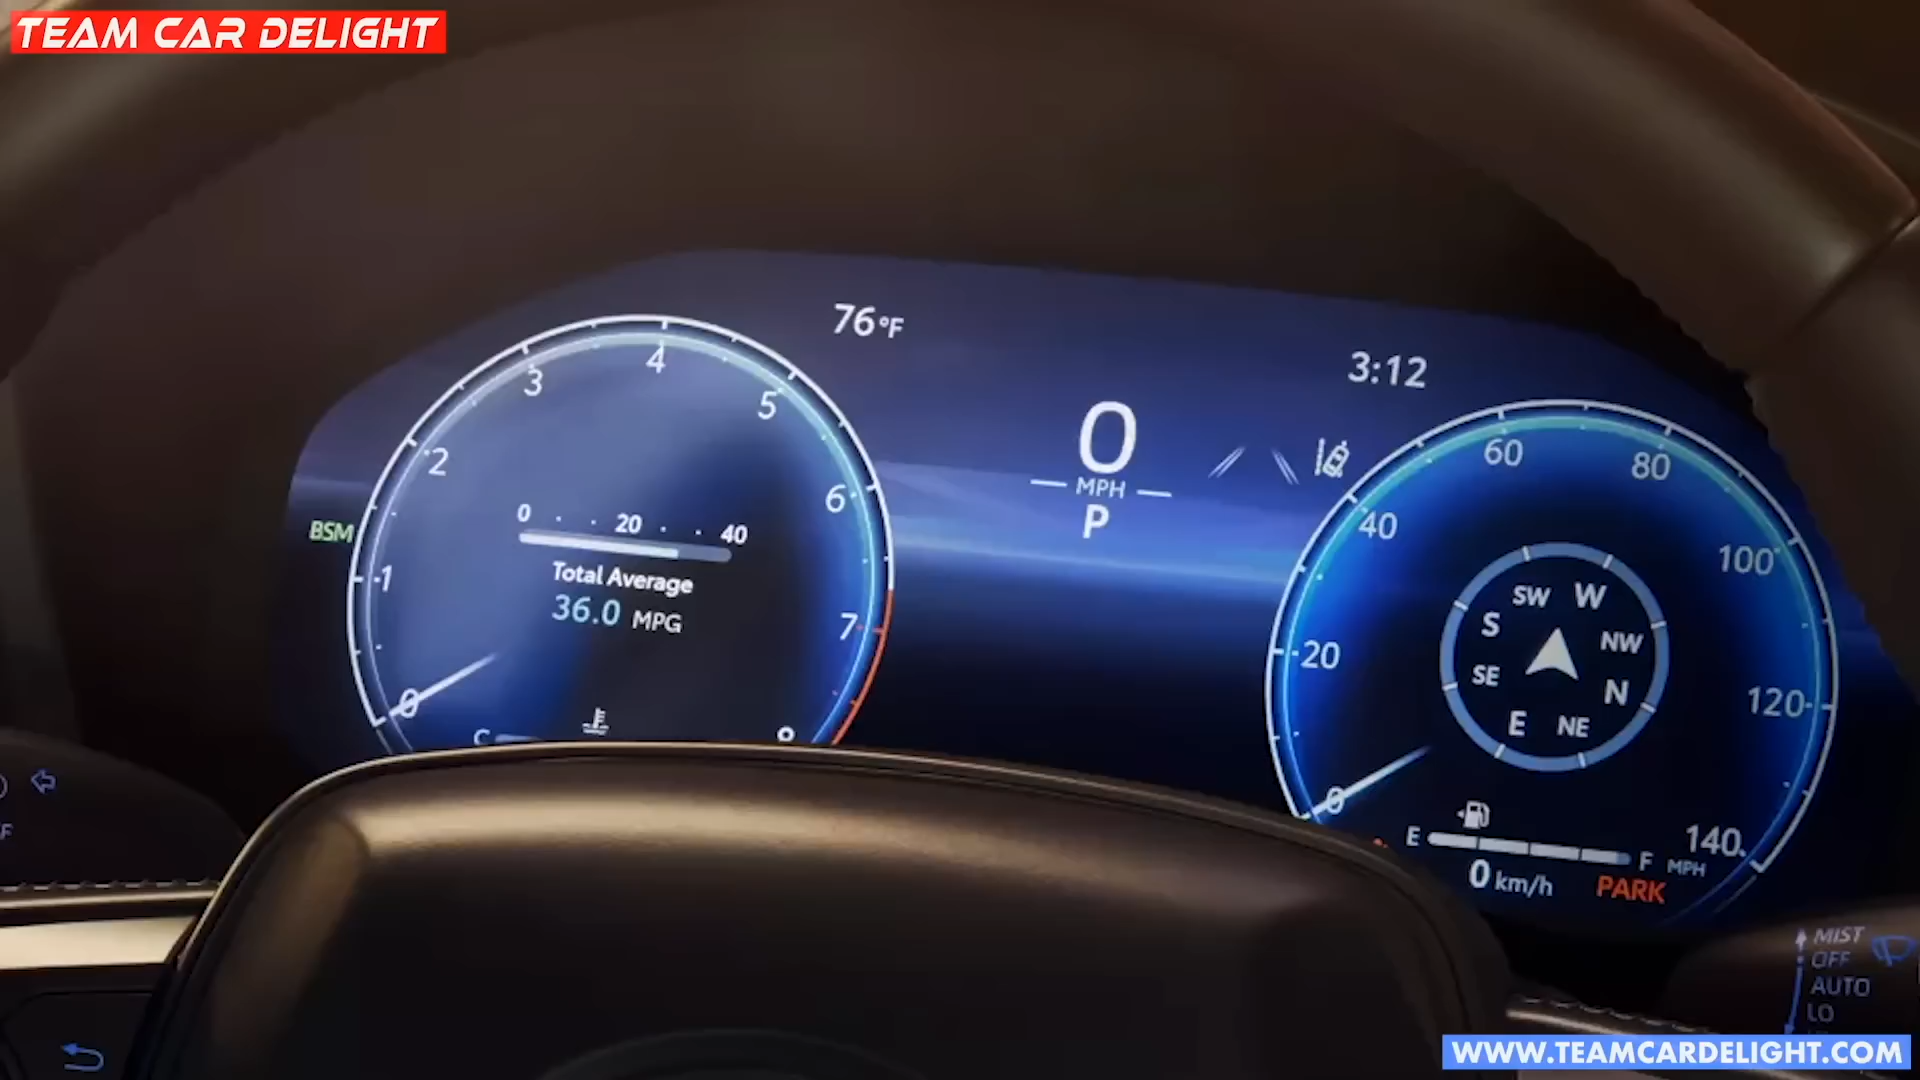 TEAM CAR DELIGHT
76°F
3:12
0
MPH
P
BSM
0 1 2 3 4 5 6 7 8
0 20 40
Total Average
36.0 MPG
C
0 20 40 60 80 100 120 140
MPH
SW W NW N NE E SE S
E F
0 km/h
PARK
MIST
OFF
AUTO
LO
WWW.TEAMCARDELIGHT.COM